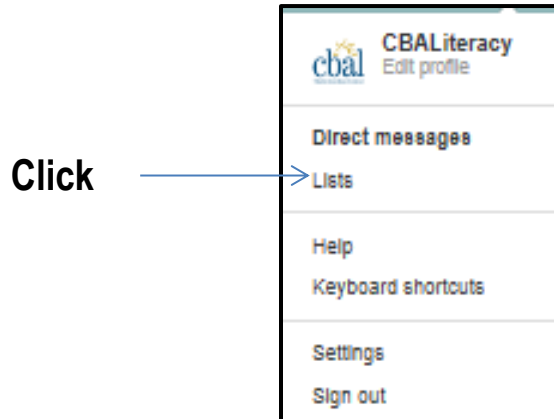 CBALiteracy
cbal
Edit profile
Direct messages
Click
Lists
Help
Keyboard shortcuts
Settings
Sign out